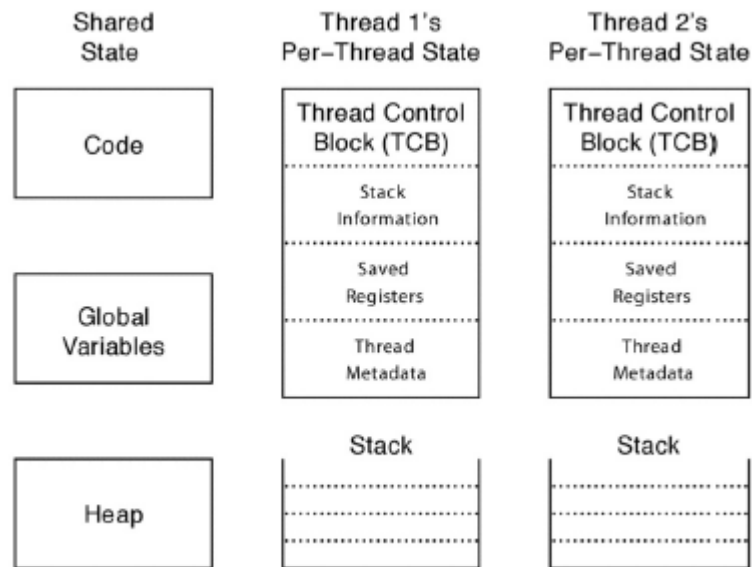 Shared
State
Thread 1's
Per-Thread State
Thread 2's
Per-Thread State
Code
Global
Variables
Heap
Thread Control
Block (TCB)
Stack
Information
Saved
Registers
Thread
Metadata
Stack
Thread Control
Block (TCB)
Stack
Information
Saved
Registers
Thread
Metadata
Stack